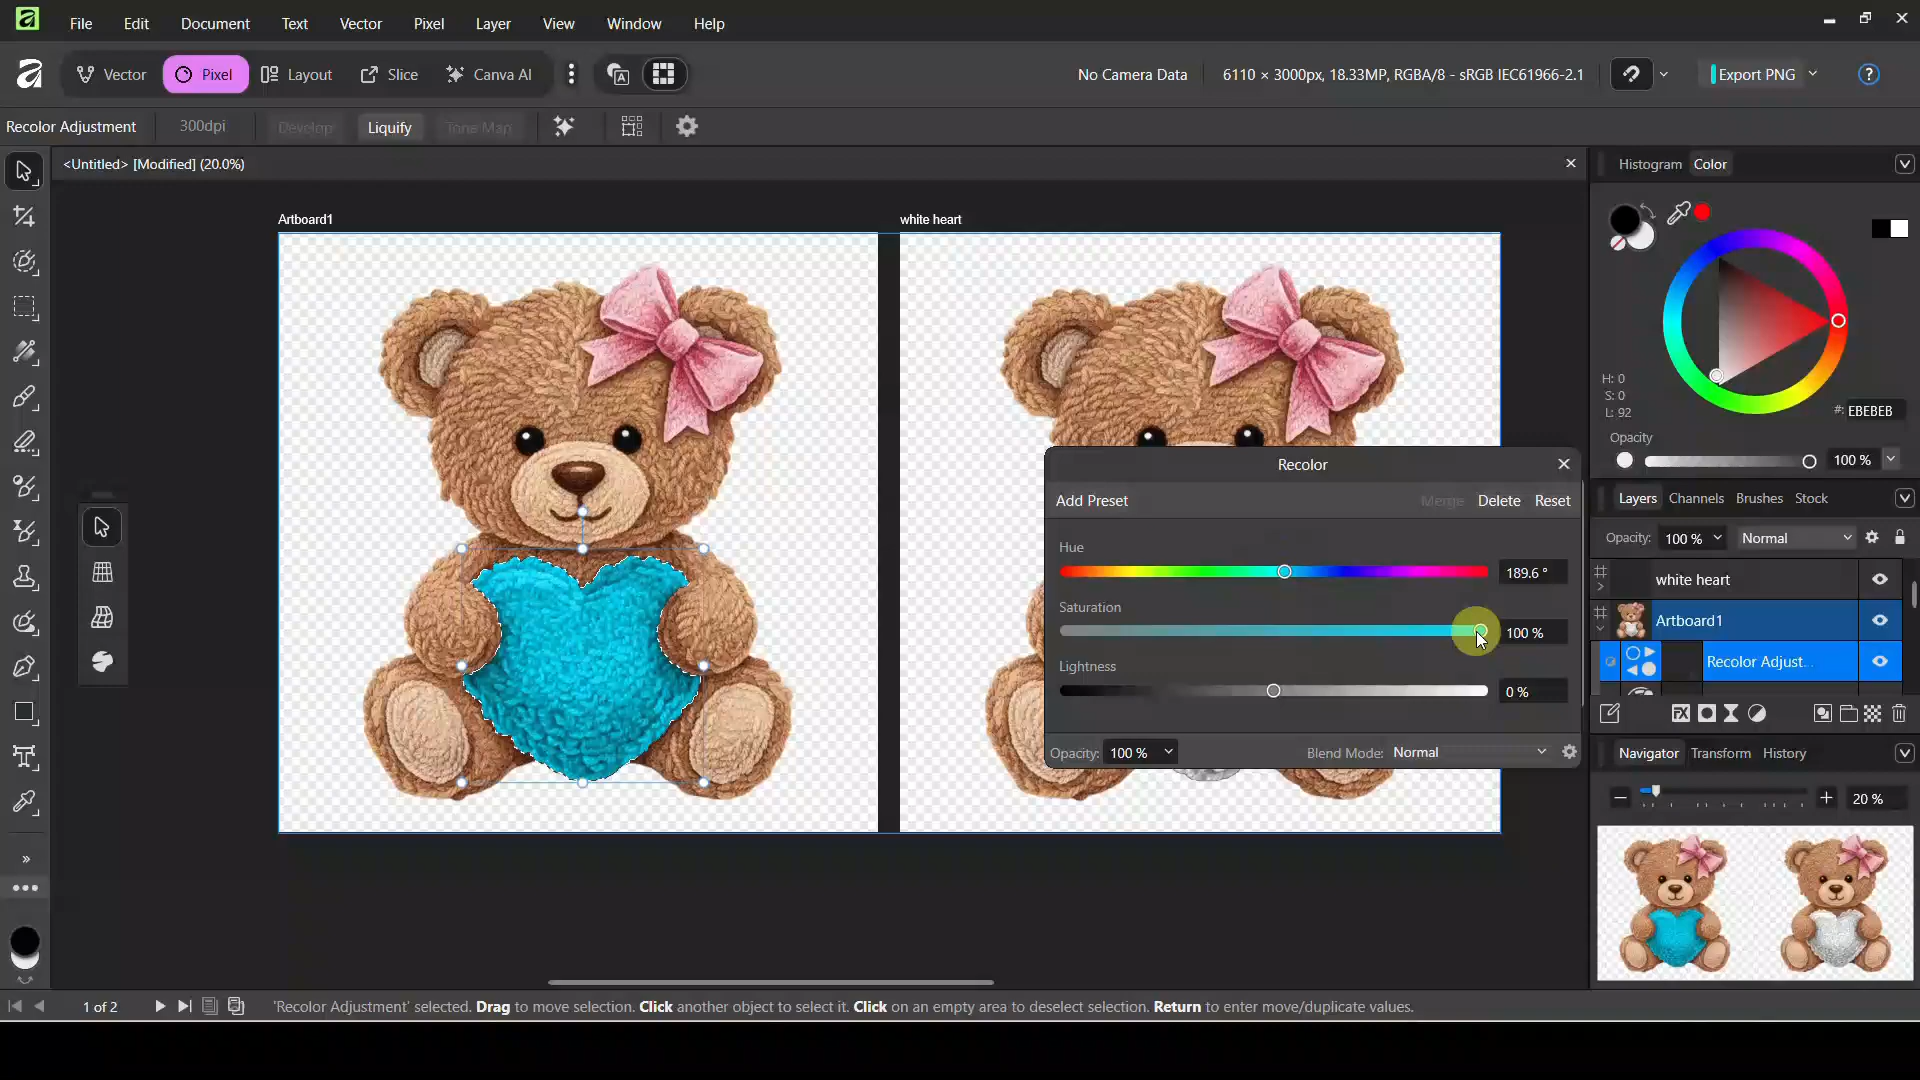 File Edit Document Text Vector Pixel Layer View Window Help
Vector Pixel Layout Slice Canva AI No Camera Data 6110 × 3000px, 18.33MP, RGBA/8 - sRGB IEC61966-2.1 Export PNG ?
Recolor Adjustment 300dpi Develop Liquify Tone Map
<Untitled> [Modified] (20.0%)
Histogram Color
Artboard1 white heart
H: 0
S: 0
L: 92
#: EBEBEB
Opacity
100 %
Recolor
Add Preset Merge Delete Reset
Hue
189.6 °
Saturation
100 %
Lightness
0 %
Opacity: 100 % Blend Mode: Normal
Layers Channels Brushes Stock
Opacity: 100 % Normal
white heart
Artboard1
Recolor Adjust...
FX
Navigator Transform History
20 %
1 of 2 'Recolor Adjustment' selected. Drag to move selection. Click another object to select it. Click on an empty area to deselect selection. Return to enter move/duplicate values.